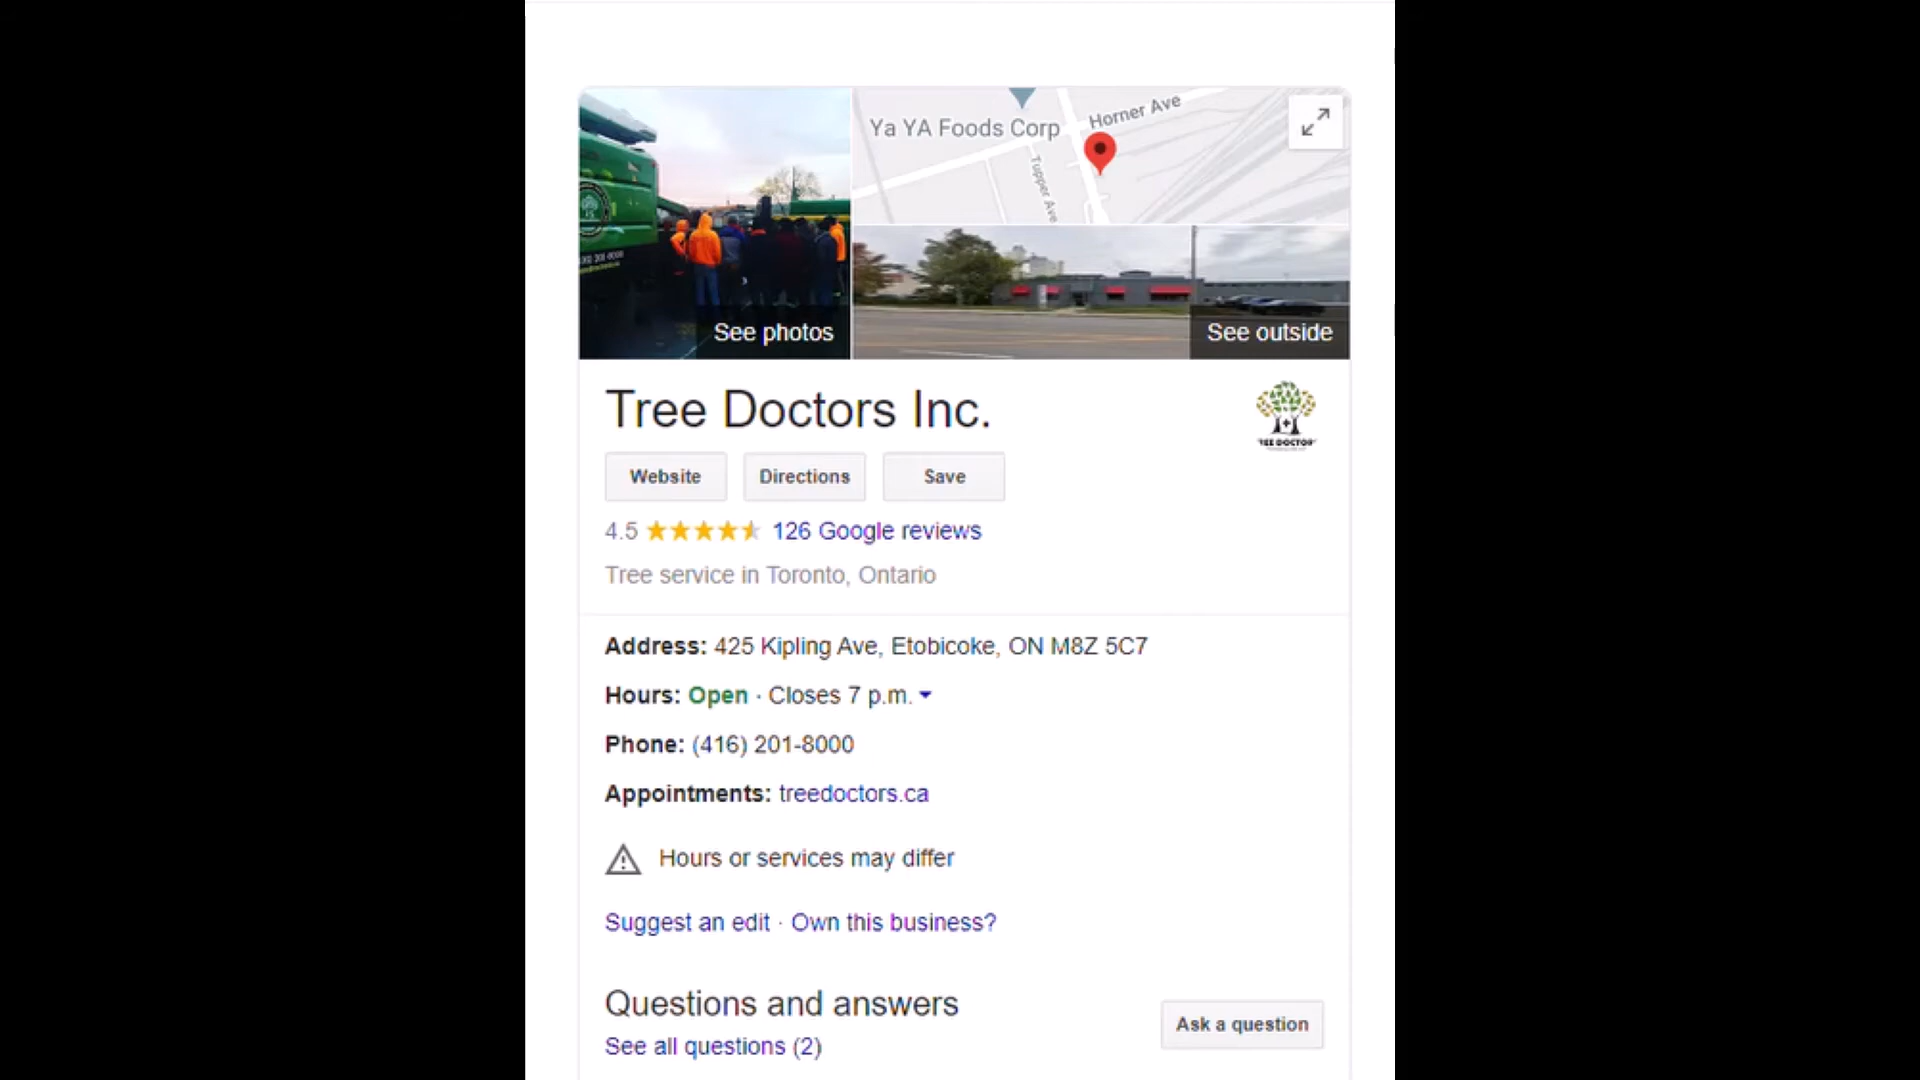 Ya YA Foods Corp
Horner Ave
Tupper Ave
See photos
See outside
Tree Doctors Inc.
Website
Directions
Save
4.5
126 Google reviews
Tree service in Toronto, Ontario
Address: 425 Kipling Ave, Etobicoke, ON M8Z 5C7
Hours: Open · Closes 7 p.m.
Phone: (416) 201-8000
Appointments: treedoctors.ca
Hours or services may differ
Suggest an edit · Own this business?
Questions and answers
See all questions (2)
Ask a question